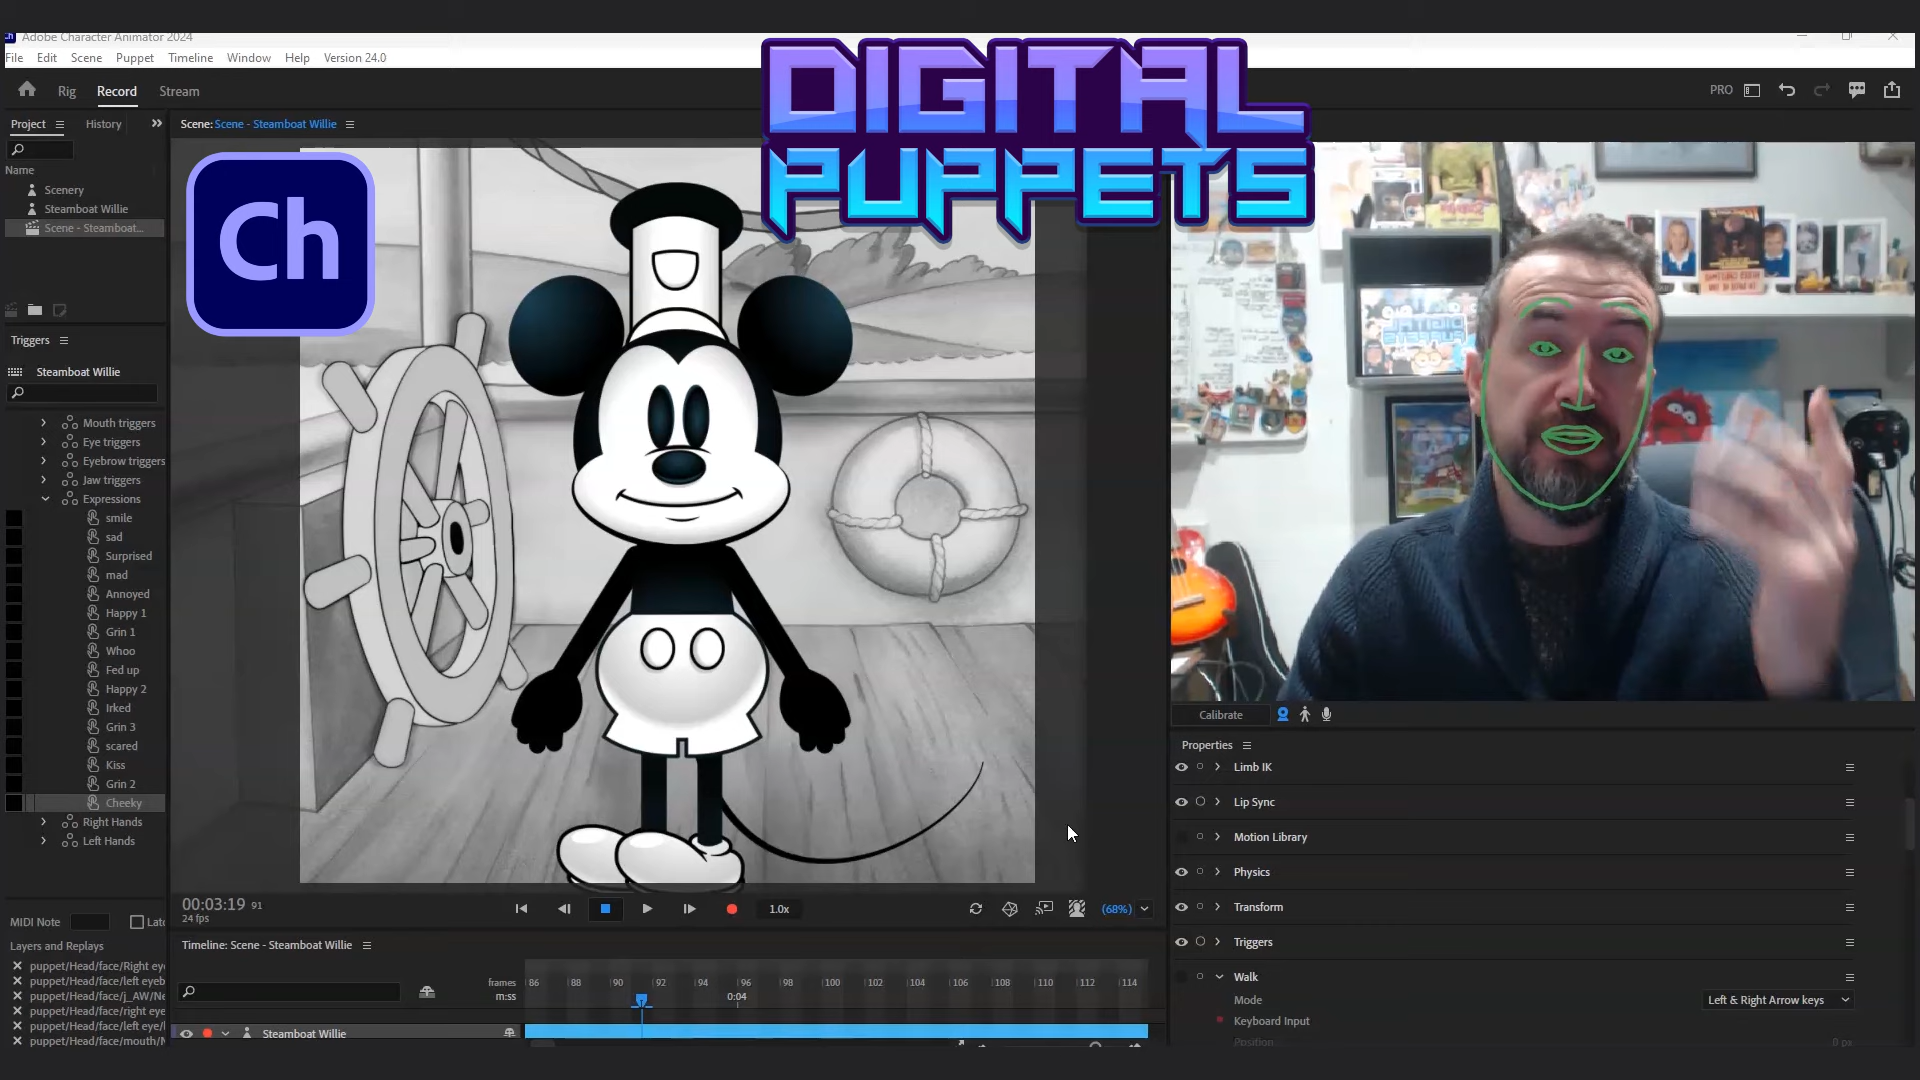 Ch Adobe Character Animator 2024
File Edit Scene Puppet Timeline Window Help Version 24.0
DIGITAL
PUPPETS
Rig Record Stream
PRO
Project History
Scene: Scene - Steamboat Willie
Name
Scenery
Steamboat Willie
Scene - Steamboat...
Ch
Triggers
Steamboat Willie
Mouth triggers
Eye triggers
Eyebrow triggers
Jaw triggers
Expressions
smile
sad
Surprised
mad
Annoyed
Happy 1
Grin 1
Whoo
Fed up
Happy 2
Irked
Grin 3
scared
Kiss
Grin 2
Cheeky
Right Hands
Left Hands
Calibrate
Properties
Limb IK
Lip Sync
Motion Library
Physics
Transform
Triggers
Walk
Mode Left & Right Arrow keys
Keyboard Input
Position 0 px
00:03:19 91
24 fps
1.0x
(68%)
MIDI Note Latc
Layers and Replays
puppet/Head/face/Right ey
puppet/Head/face/left eyeb
puppet/Head/face/j_AW/Ne
puppet/Head/face/right eye
puppet/Head/face/left eye/
puppet/Head/face/mouth/N
Timeline: Scene - Steamboat Willie
frames 86 88 90 92 94 96 98 100 102 104 106 108 110 112 114
m:ss 0:04
Steamboat Willie